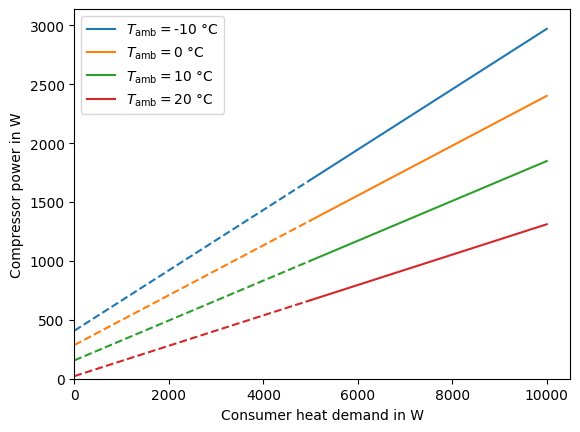 3000
2500
2000
1500
1000
500
0
Compressor power in W
T_amb = -10 °C
T_amb = 0 °C
T_amb = 10 °C
T_amb = 20 °C
0 2000 4000 6000 8000 10000
Consumer heat demand in W